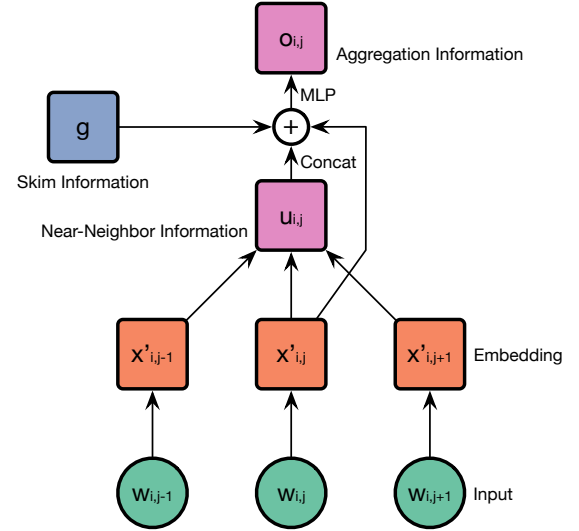 oi,j
Aggregation Information
MLP
g
+
Concat
Skim Information
ui,j
Near-Neighbor Information
x'i,j-1
x'i,j
x'i,j+1
Embedding
wi,j-1
wi,j
wi,j+1
Input